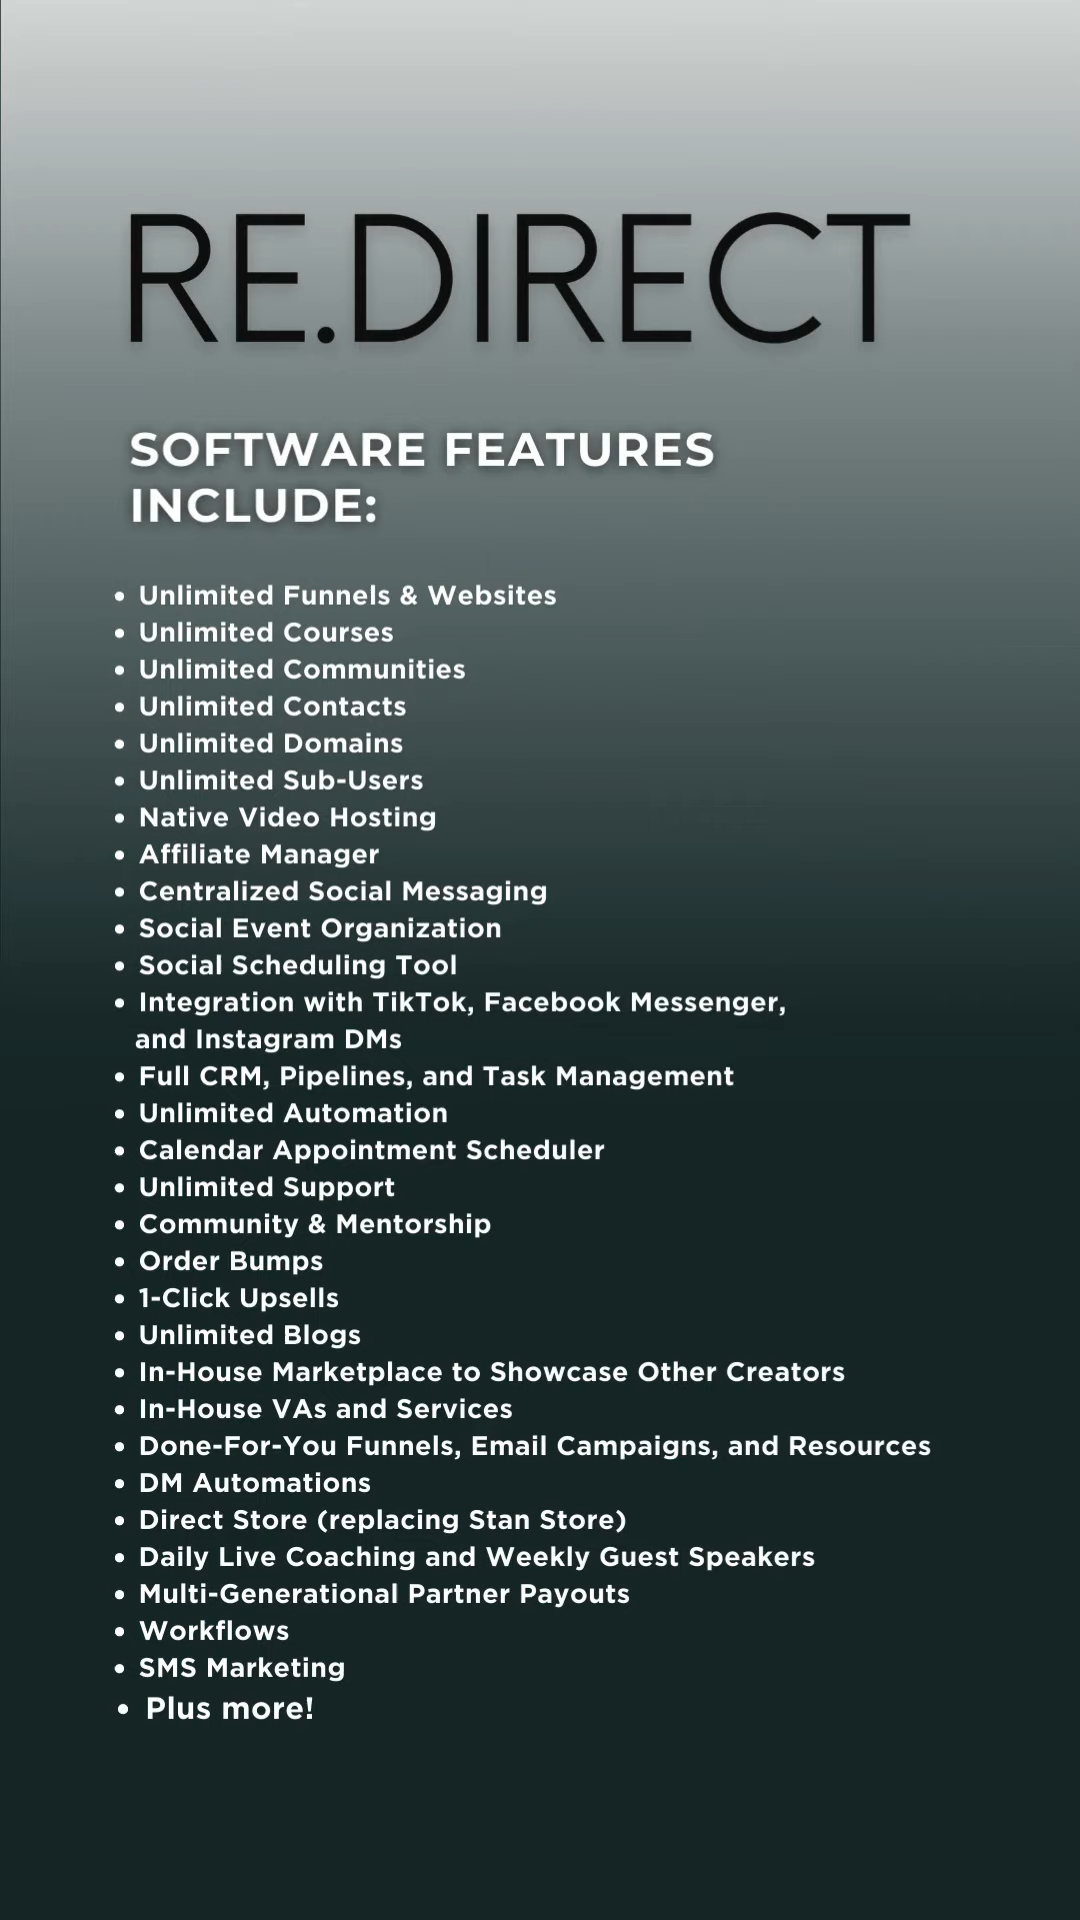 RE.DIRECT
SOFTWARE FEATURES
INCLUDE:
• Unlimited Funnels & Websites
• Unlimited Courses
• Unlimited Communities
• Unlimited Contacts
• Unlimited Domains
• Unlimited Sub-Users
• Native Video Hosting
• Affiliate Manager
• Centralized Social Messaging
• Social Event Organization
• Social Scheduling Tool
• Integration with TikTok, Facebook Messenger,
and Instagram DMs
• Full CRM, Pipelines, and Task Management
• Unlimited Automation
• Calendar Appointment Scheduler
• Unlimited Support
• Community & Mentorship
• Order Bumps
• 1-Click Upsells
• Unlimited Blogs
• In-House Marketplace to Showcase Other Creators
• In-House VAs and Services
• Done-For-You Funnels, Email Campaigns, and Resources
• DM Automations
• Direct Store (replacing Stan Store)
• Daily Live Coaching and Weekly Guest Speakers
• Multi-Generational Partner Payouts
• Workflows
• SMS Marketing
• Plus more!